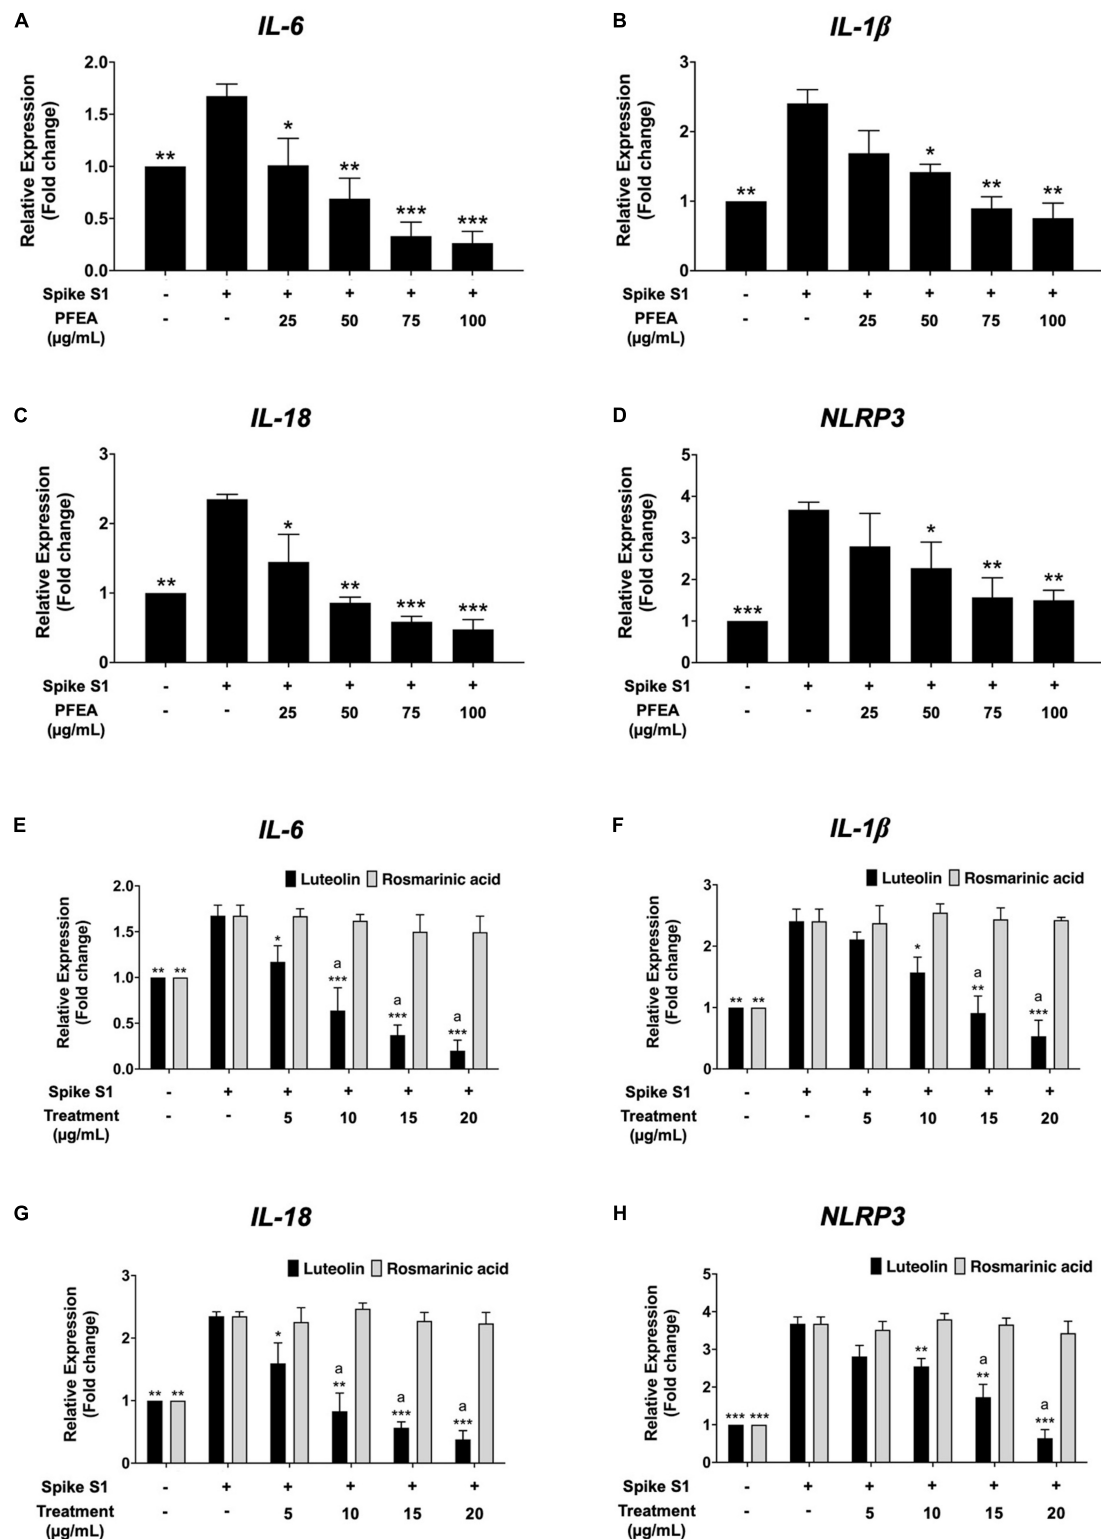 A
IL-6
Relative Expression
(Fold change)
2.0
1.5
1.0
0.5
0.0
** * ** *** ***
Spike S1 - + + + + +
PFEA - - 25 50 75 100
(µg/mL)
B
IL-1β
Relative Expression
(Fold change)
3
2
1
0
** * ** **
Spike S1 - + + + + +
PFEA - - 25 50 75 100
(µg/mL)
C
IL-18
Relative Expression
(Fold change)
3
2
1
0
** * ** *** ***
Spike S1 - + + + + +
PFEA - - 25 50 75 100
(µg/mL)
D
NLRP3
Relative Expression
(Fold change)
5
4
3
2
1
0
*** * ** **
Spike S1 - + + + + +
PFEA - - 25 50 75 100
(µg/mL)
E
IL-6
Luteolin Rosmarinic acid
Relative Expression
(Fold change)
2.0
1.5
1.0
0.5
0.0
a a a
** ** * *** *** ***
Spike S1 - + + + + +
Treatment - - 5 10 15 20
(µg/mL)
F
IL-1β
Luteolin Rosmarinic acid
Relative Expression
(Fold change)
3
2
1
0
a a
** ** * ** ***
Spike S1 - + + + + +
Treatment - - 5 10 15 20
(µg/mL)
G
IL-18
Luteolin Rosmarinic acid
Relative Expression
(Fold change)
3
2
1
0
a a a
** ** * ** *** ***
Spike S1 - + + + + +
Treatment - - 5 10 15 20
(µg/mL)
H
NLRP3
Luteolin Rosmarinic acid
Relative Expression
(Fold change)
5
4
3
2
1
0
a a
*** *** ** ** ***
Spike S1 - + + + + +
Treatment - - 5 10 15 20
(µg/mL)